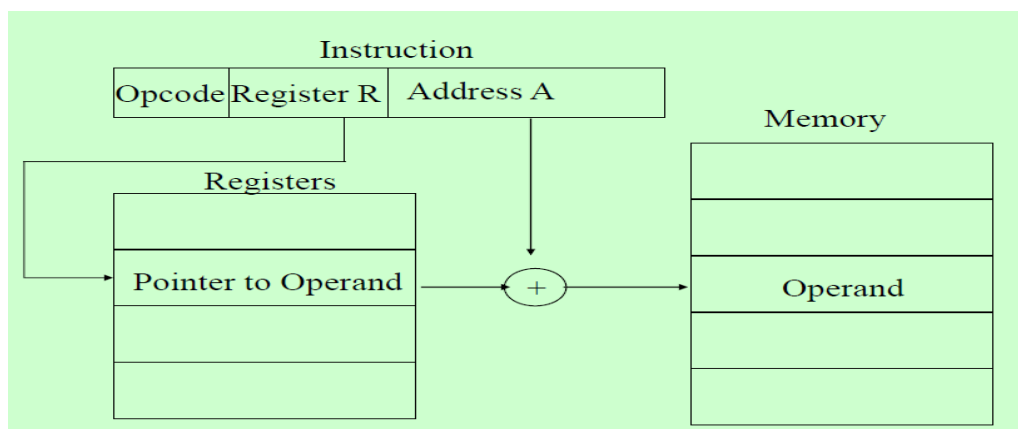 Instruction
Opcode Register R Address A
Memory
Registers
Pointer to Operand
+
Operand